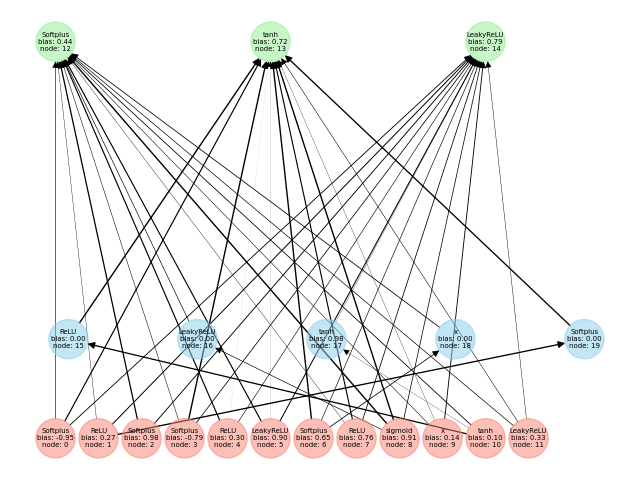 Softplus
bias: 0.44
node: 12
tanh
bias: 0.72
node: 13
LeakyReLU
bias: 0.79
node: 14
ReLU
bias: 0.00
node: 15
LeakyReLU
bias: 0.00
node: 16
tanh
bias: 0.98
node: 17
x
bias: 0.00
node: 18
Softplus
bias: 0.00
node: 19
Softplus
bias: -0.95
node: 0
ReLU
bias: 0.27
node: 1
Softplus
bias: 0.98
node: 2
Softplus
bias: -0.79
node: 3
ReLU
bias: 0.30
node: 4
LeakyReLU
bias: 0.90
node: 5
Softplus
bias: 0.65
node: 6
ReLU
bias: 0.76
node: 7
sigmoid
bias: 0.91
node: 8
x
bias: 0.14
node: 9
tanh
bias: 0.10
node: 10
LeakyReLU
bias: 0.33
node: 11